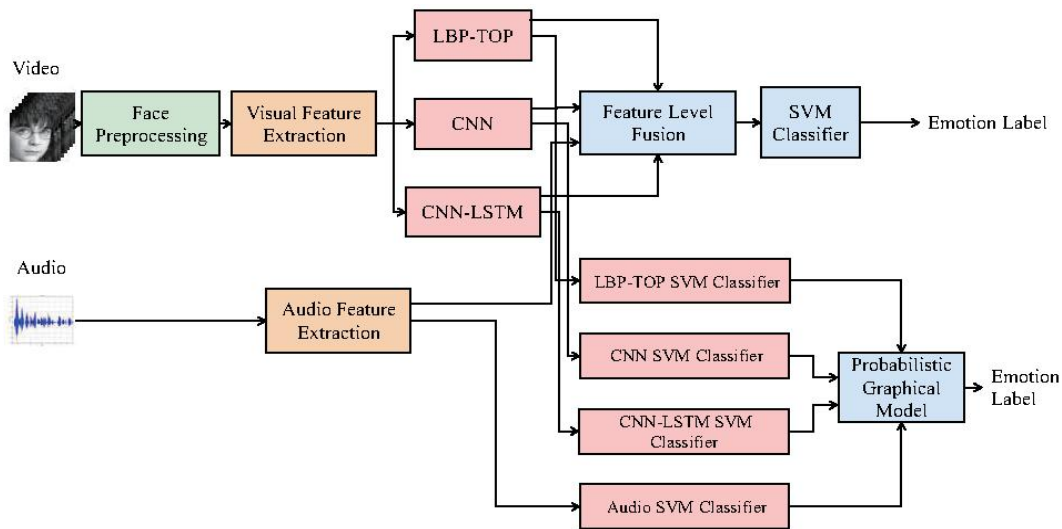 LBP-TOP
Video
Face
Preprocessing
Visual Feature
Extraction
CNN
Feature Level
Fusion
SVM
Classifier
Emotion Label
CNN-LSTM
Audio
Audio Feature
Extraction
LBP-TOP SVM Classifier
CNN SVM Classifier
CNN-LSTM SVM
Classifier
Audio SVM Classifier
Probabilistic
Graphical
Model
Emotion
Label